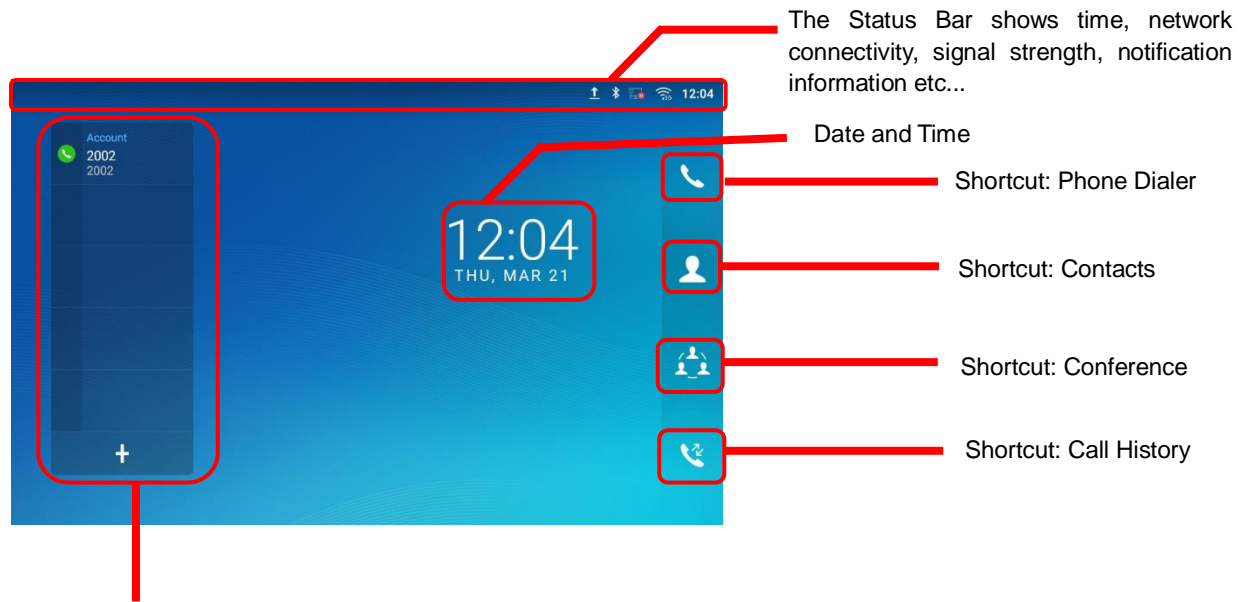 The Status Bar shows time, network
connectivity, signal strength, notification
information etc...
12:04
Account
2002
2002
Date and Time
12:04
THU, MAR 21
Shortcut: Phone Dialer
Shortcut: Contacts
Shortcut: Conference
Shortcut: Call History
+